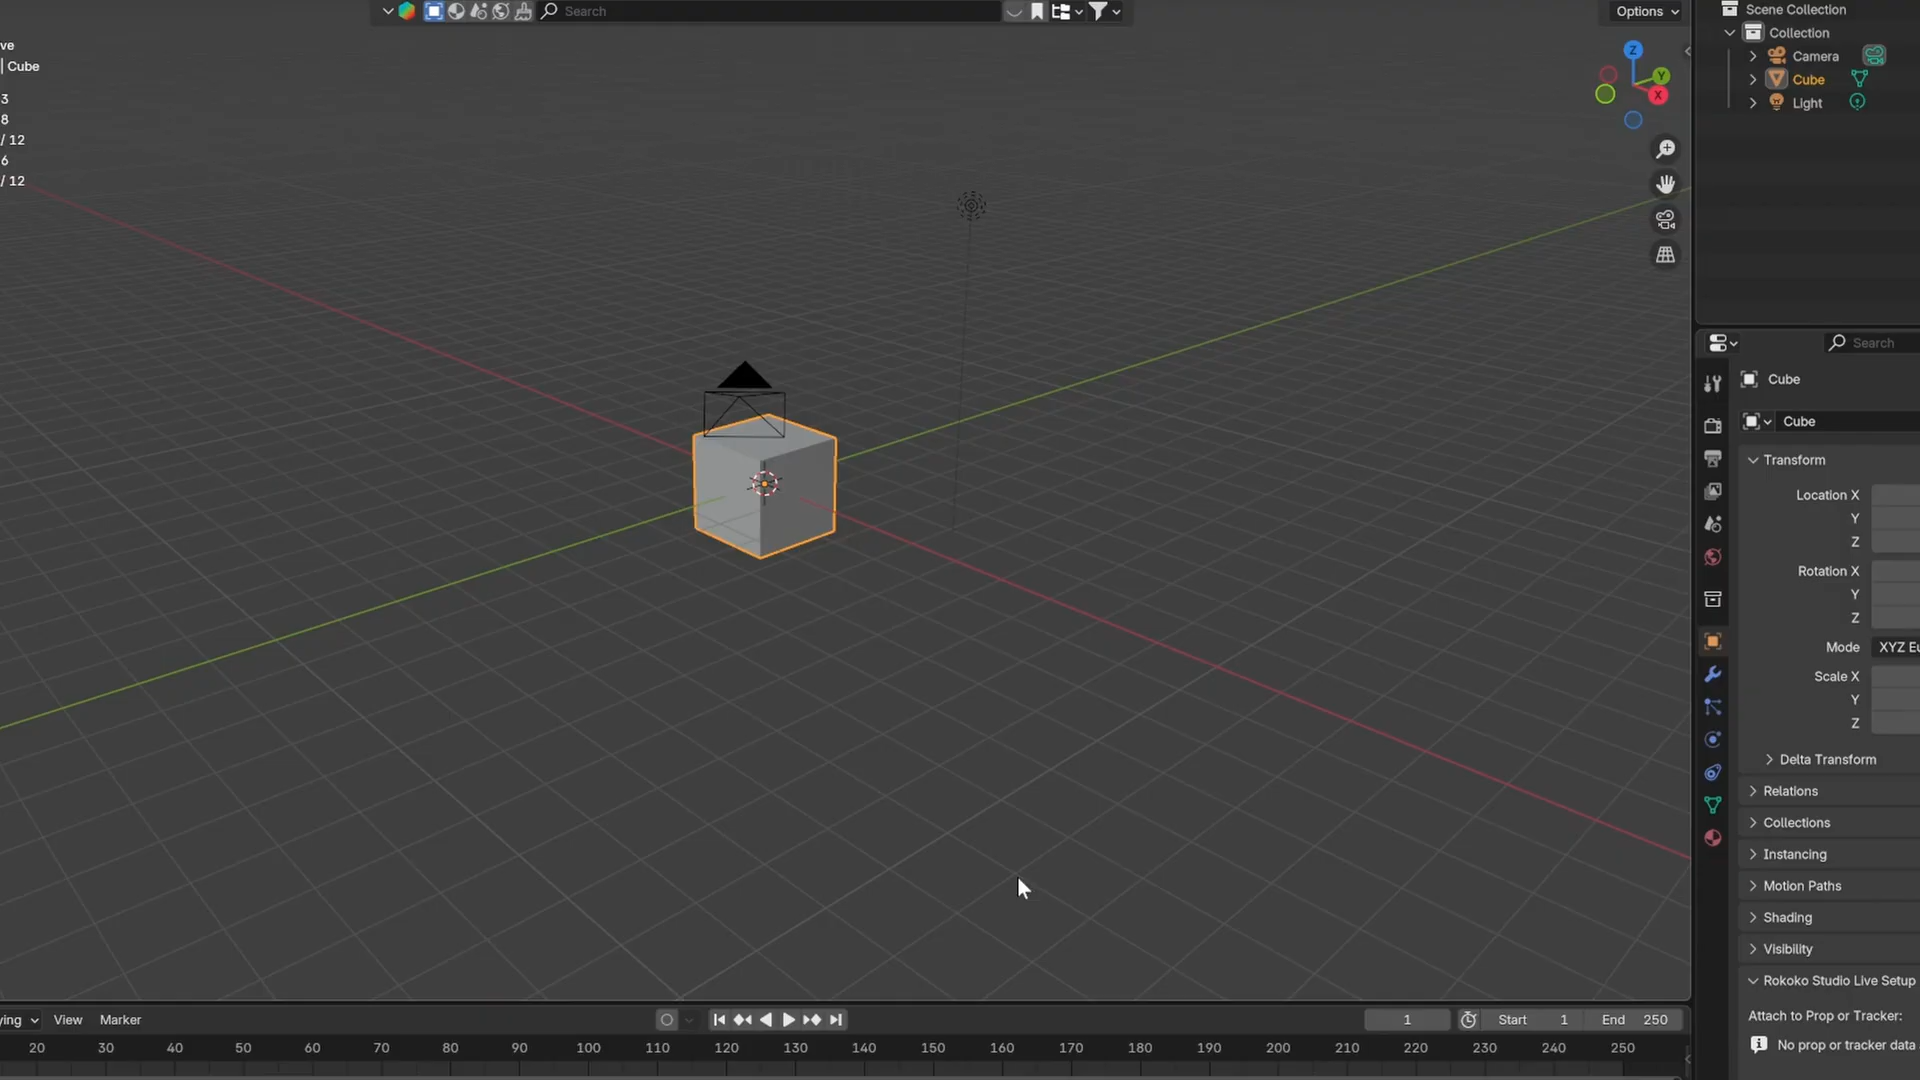 Search
Options
ve
| Cube
3
8
/ 12
6
/ 12
Z
Y
X
Scene Collection
Collection
Camera
Cube
Light
Search
Cube
Cube
Transform
Location X
Y
Z
Rotation X
Y
Z
Mode XYZ Eu
Scale X
Y
Z
Delta Transform
Relations
Collections
Instancing
Motion Paths
Shading
Visibility
Rokoko Studio Live Setup
Attach to Prop or Tracker:
No prop or tracker data
ying View Marker
1 Start 1 End 250
20 30 40 50 60 70 80 90 100 110 120 130 140 150 160 170 180 190 200 210 220 230 240 250